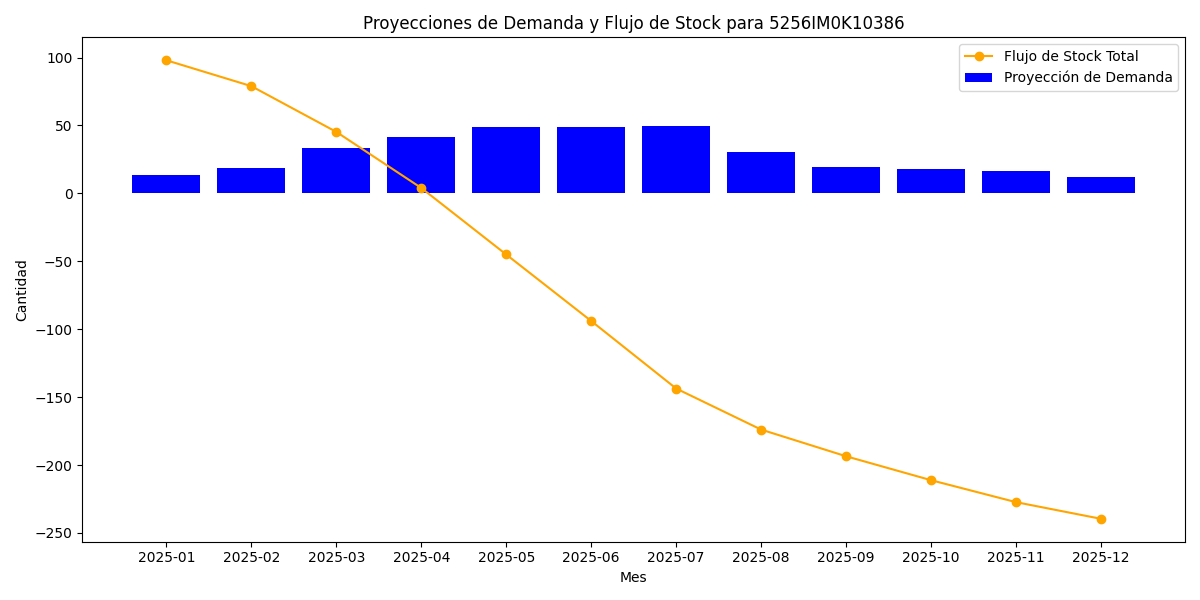 Proyecciones de Demanda y Flujo de Stock para 5256IM0K10386
Flujo de Stock Total
Proyección de Demanda
Cantidad
100
50
0
−50
−100
−150
−200
−250
2025-01 2025-02 2025-03 2025-04 2025-05 2025-06 2025-07 2025-08 2025-09 2025-10 2025-11 2025-12
Mes